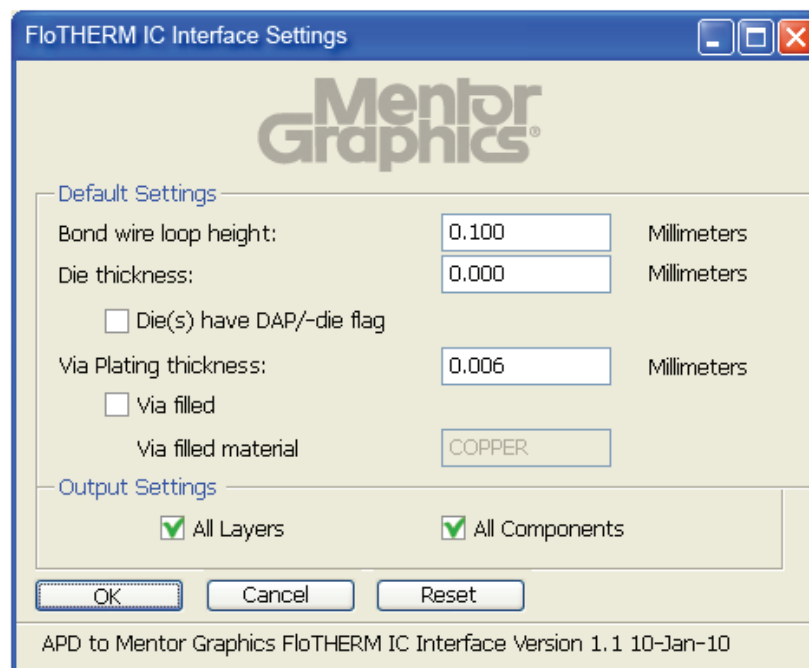 FloTHERM IC Interface Settings
Mentor
Graphics®
Default Settings
Bond wire loop height: 0.100 Millimeters
Die thickness: 0.000 Millimeters
Die(s) have DAP/-die flag
Via Plating thickness: 0.006 Millimeters
Via filled
Via filled material COPPER
Output Settings
All Layers All Components
OK Cancel Reset
APD to Mentor Graphics FloTHERM IC Interface Version 1.1 10-Jan-10